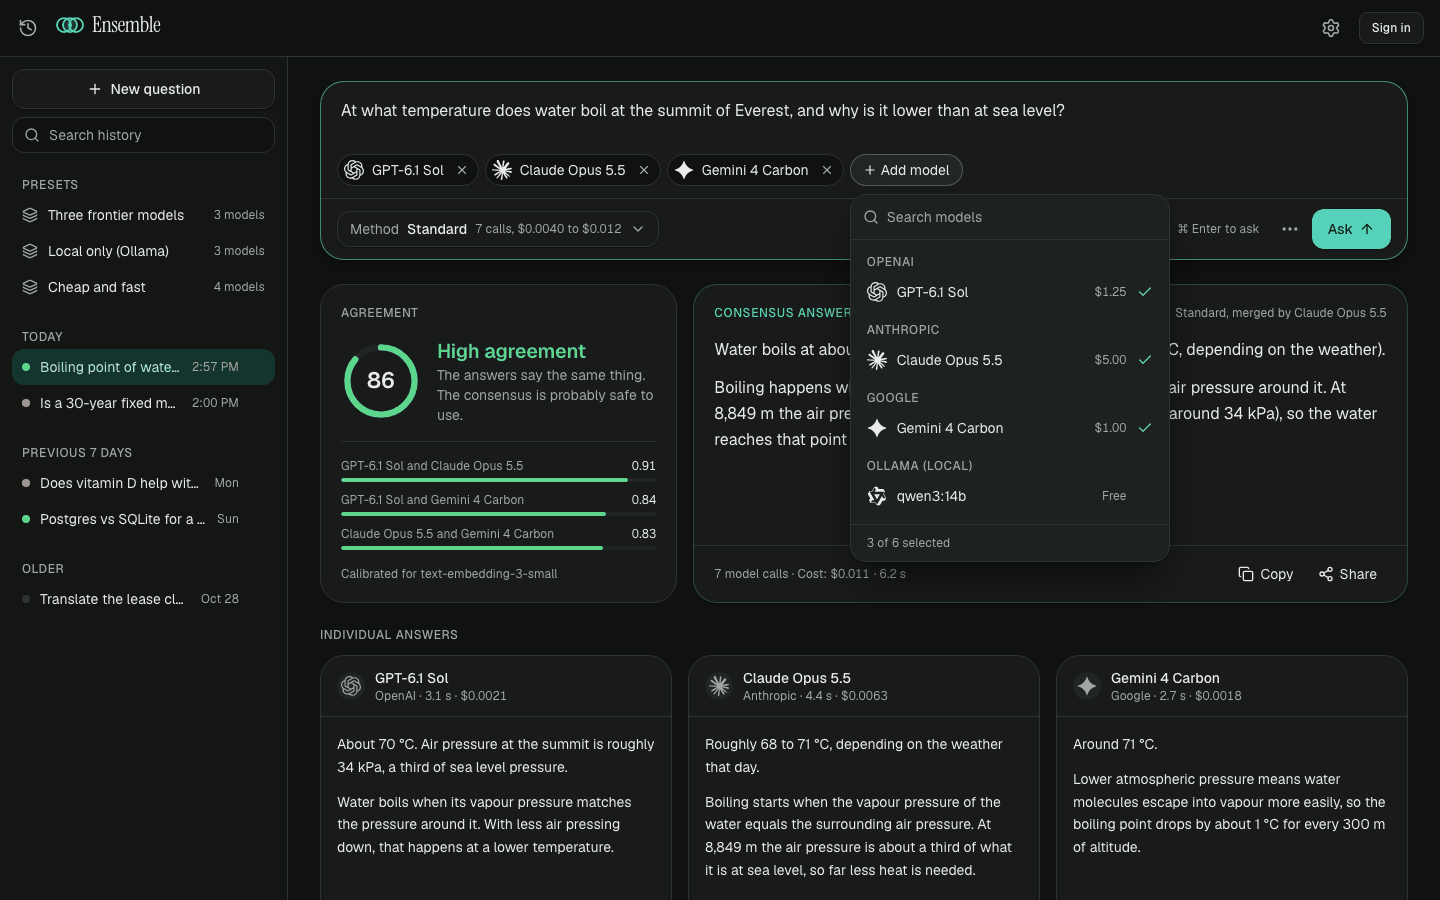 Ensemble
Sign in
New question
Search history
PRESETS
Three frontier models 3 models
Local only (Ollama) 3 models
Cheap and fast 4 models
TODAY
Boiling point of wate... 2:57 PM
Is a 30-year fixed m... 2:00 PM
PREVIOUS 7 DAYS
Does vitamin D help wit... Mon
Postgres vs SQLite for a ... Sun
OLDER
Translate the lease cl... Oct 28
At what temperature does water boil at the summit of Everest, and why is it lower than at sea level?
GPT-6.1 Sol
Claude Opus 5.5
Gemini 4 Carbon
+ Add model
Method Standard 7 calls, $0.0040 to $0.012
⌘ Enter to ask
Ask
Search models
OPENAI
GPT-6.1 Sol $1.25
ANTHROPIC
Claude Opus 5.5 $5.00
GOOGLE
Gemini 4 Carbon $1.00
OLLAMA (LOCAL)
qwen3:14b Free
3 of 6 selected
AGREEMENT
86
High agreement
The answers say the same thing.
The consensus is probably safe to
use.
GPT-6.1 Sol and Claude Opus 5.5 0.91
GPT-6.1 Sol and Gemini 4 Carbon 0.84
Claude Opus 5.5 and Gemini 4 Carbon 0.83
Calibrated for text-embedding-3-small
CONSENSUS ANSWER
Standard, merged by Claude Opus 5.5
Water boils at abou C, depending on the weather).
Boiling happens wh air pressure around it. At
8,849 m the air pre around 34 kPa), so the water
reaches that point
7 model calls · Cost: $0.011 · 6.2 s
Copy
Share
INDIVIDUAL ANSWERS
GPT-6.1 Sol
OpenAI · 3.1 s · $0.0021
About 70 °C. Air pressure at the summit is roughly
34 kPa, a third of sea level pressure.
Water boils when its vapour pressure matches
the pressure around it. With less air pressing
down, that happens at a lower temperature.
Claude Opus 5.5
Anthropic · 4.4 s · $0.0063
Roughly 68 to 71 °C, depending on the weather
that day.
Boiling starts when the vapour pressure of the
water equals the surrounding air pressure. At
8,849 m the air pressure is about a third of what
it is at sea level, so far less heat is needed.
Gemini 4 Carbon
Google · 2.7 s · $0.0018
Around 71 °C.
Lower atmospheric pressure means water
molecules escape into vapour more easily, so the
boiling point drops by about 1 °C for every 300 m
of altitude.